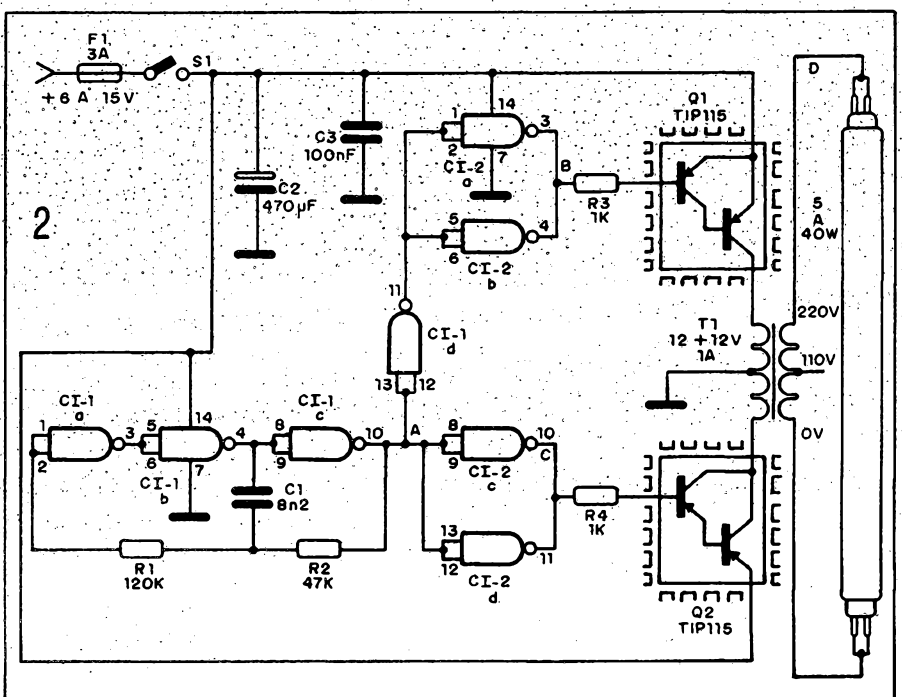 F1
3A
S1
+6 A 15V
2
C2
470µF
C3
100nF
1
2
14
3
7
CI-2
a
5
6
4
CI-2
b
B
R3
1K
Q1
TIP115
D
5
A
40W
11
CI-1
d
13
12
T1
12+12V
1A
220V
110V
0V
CI-1
a
1
2
3
5
6
14
4
7
CI-1
b
CI-1
c
8
9
10
A
C1
8n2
R1
120K
R2
47K
8
9
10
C
CI-2
c
13
12
11
CI-2
d
R4
1K
Q2
TIP115